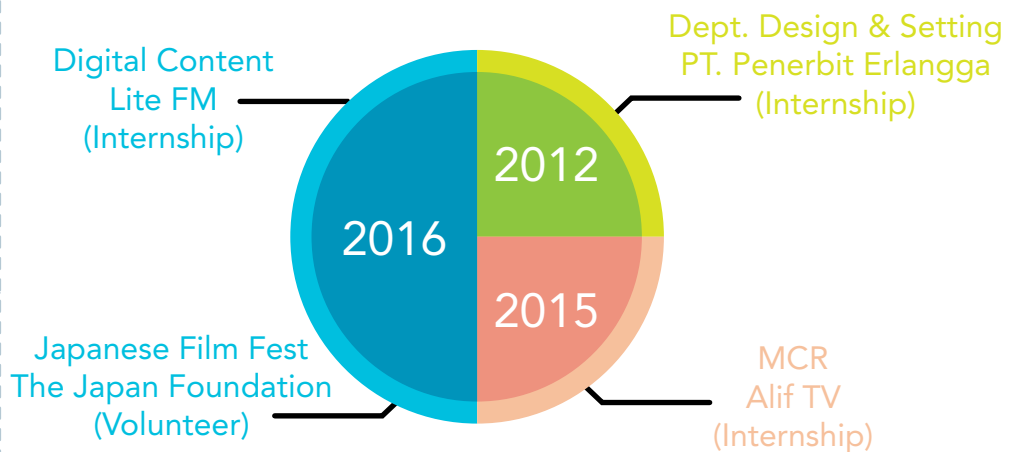 Dept. Design & Setting
PT. Penerbit Erlangga
(Internship)
Digital Content
Lite FM
(Internship)
2012
2016
2015
Japanese Film Fest
The Japan Foundation
(Volunteer)
MCR
Alif TV
(Internship)